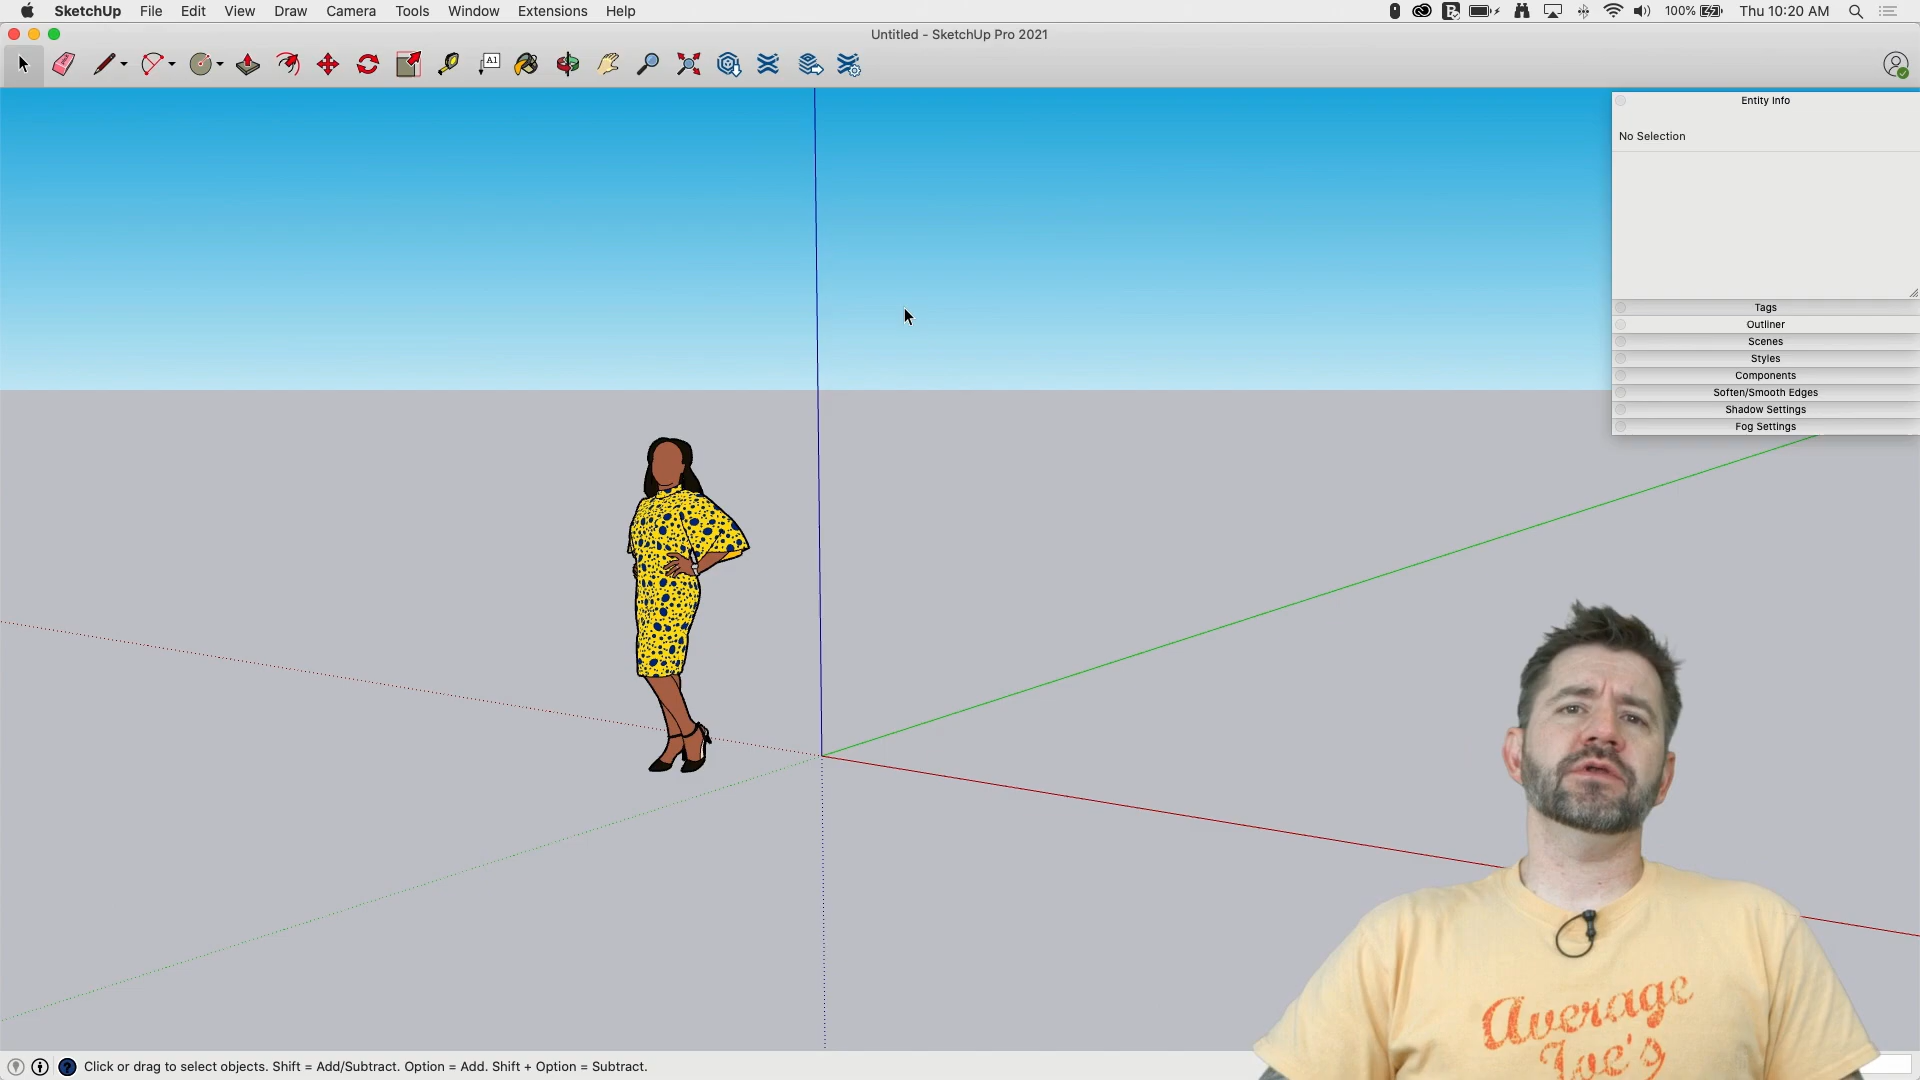 SketchUp File Edit View Draw Camera Tools Window Extensions Help 100% Thu 10:20 AM
Untitled - SketchUp Pro 2021
A1
Entity Info
No Selection
Tags
Outliner
Scenes
Styles
Components
Soften/Smooth Edges
Shadow Settings
Fog Settings
Average
Joe's
Click or drag to select objects. Shift = Add/Subtract. Option = Add. Shift + Option = Subtract.